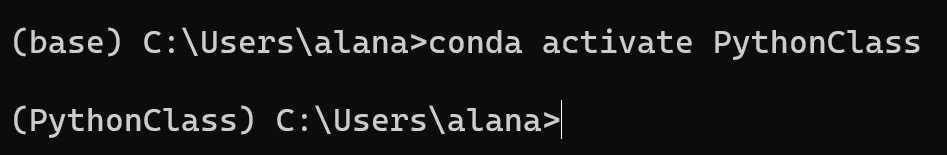 (base) C:\Users\alana>conda activate PythonClass
(PythonClass) C:\Users\alana>